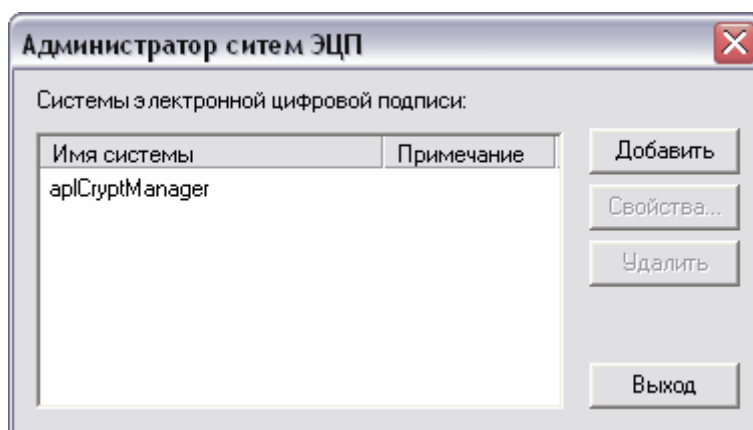 Администратор ситем ЭЦП
Системы электронной цифровой подписи:
Имя системы Примечание
aplCryptManager
Добавить
Свойства...
Удалить
Выход